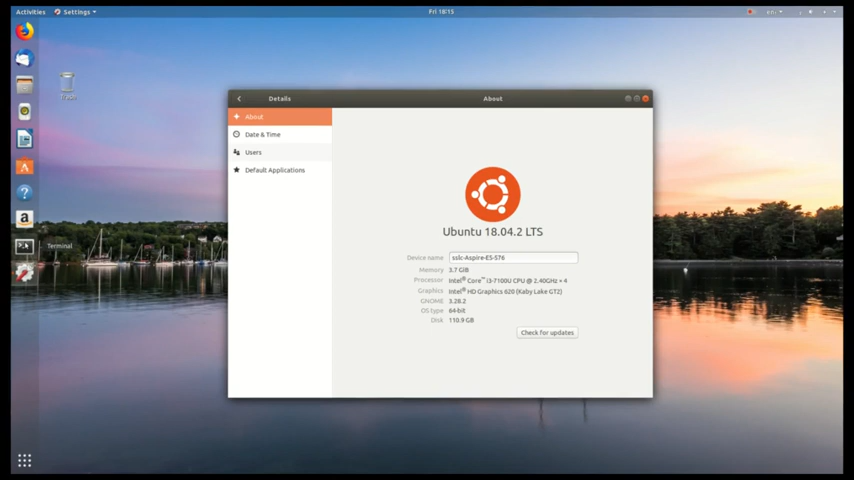 Activities
Settings
Fri 18:15
en
Trash
Details
About
About
Date & Time
Users
Default Applications
Terminal
Ubuntu 18.04.2 LTS
Device name sslc-Aspire-E5-576
Memory 3.7 GiB
Processor Intel® Core™ i3-7100U CPU @ 2.40GHz × 4
Graphics Intel® HD Graphics 620 (Kaby Lake GT2)
GNOME 3.28.2
OS type 64-bit
Disk 110.9 GB
Check for updates